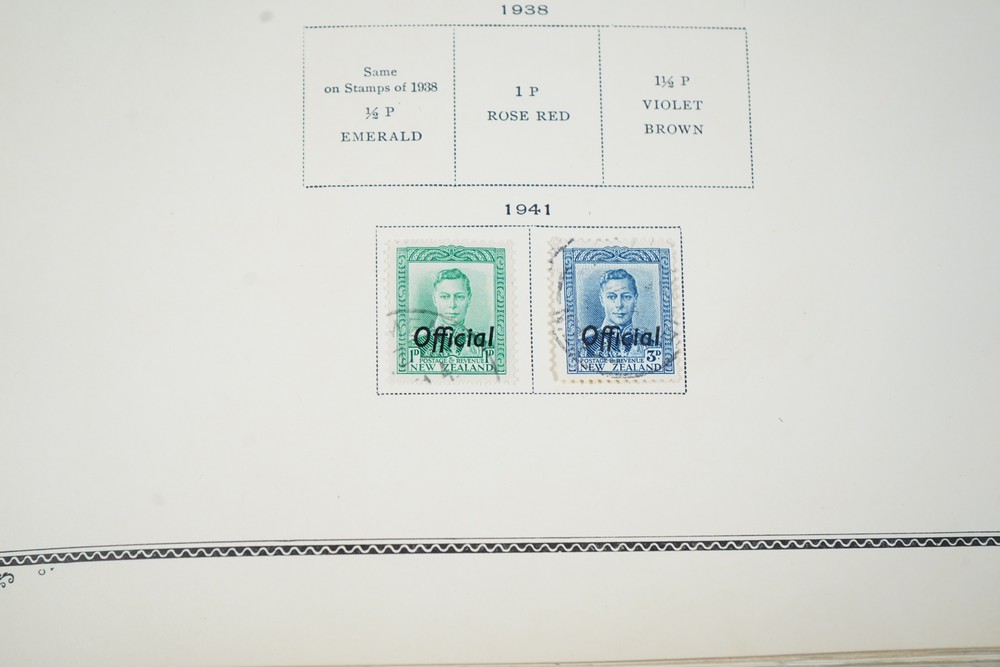 1938
Same
on Stamps of 1938
½ P
EMERALD
1 P
ROSE RED
1½ P
VIOLET
BROWN
1941
Official
1D 1D
POSTAGE & REVENUE
NEW ZEALAND
Official
3D
POSTAGE & REVENUE
NEW ZEALAND